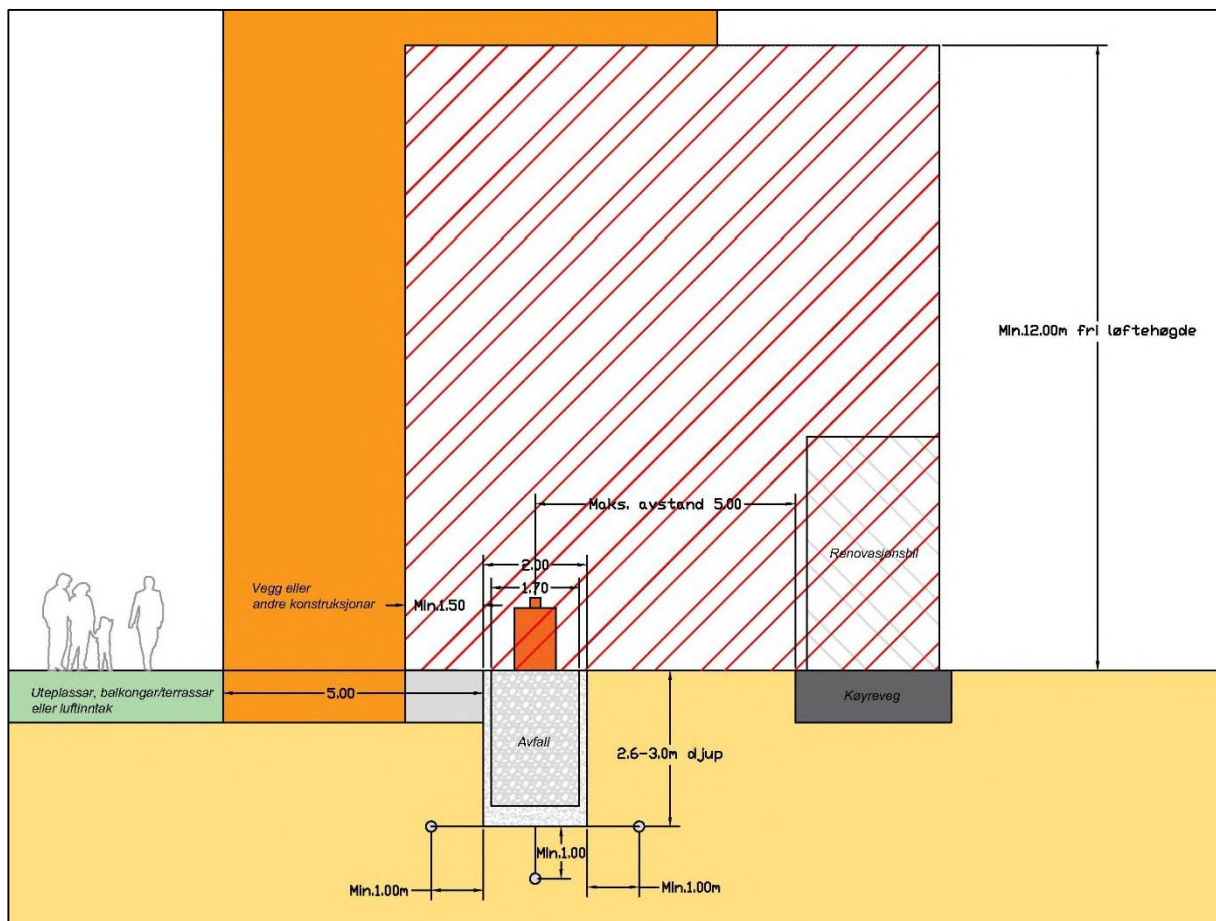 Min.12.00m fri løftehøgde
Maks. avstand 5.00
Renovasjonsbil
2.00
1.70
Vegg eller
andre konstruksjonar
Min.1.50
Uteplassar, balkongar/terrassar
eller luftinntak
5.00
Køyreveg
Avfall
2.6-3.0m djup
Min.1.00
Min.1.00m
Min.1.00m